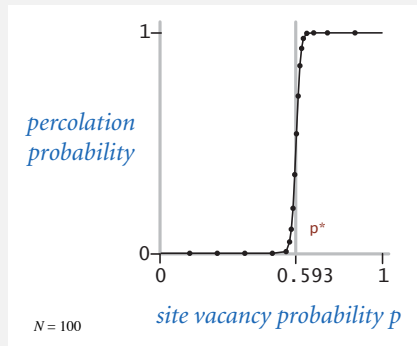 1
percolation
probability
p*
0
0 0.593 1
site vacancy probability p
N = 100